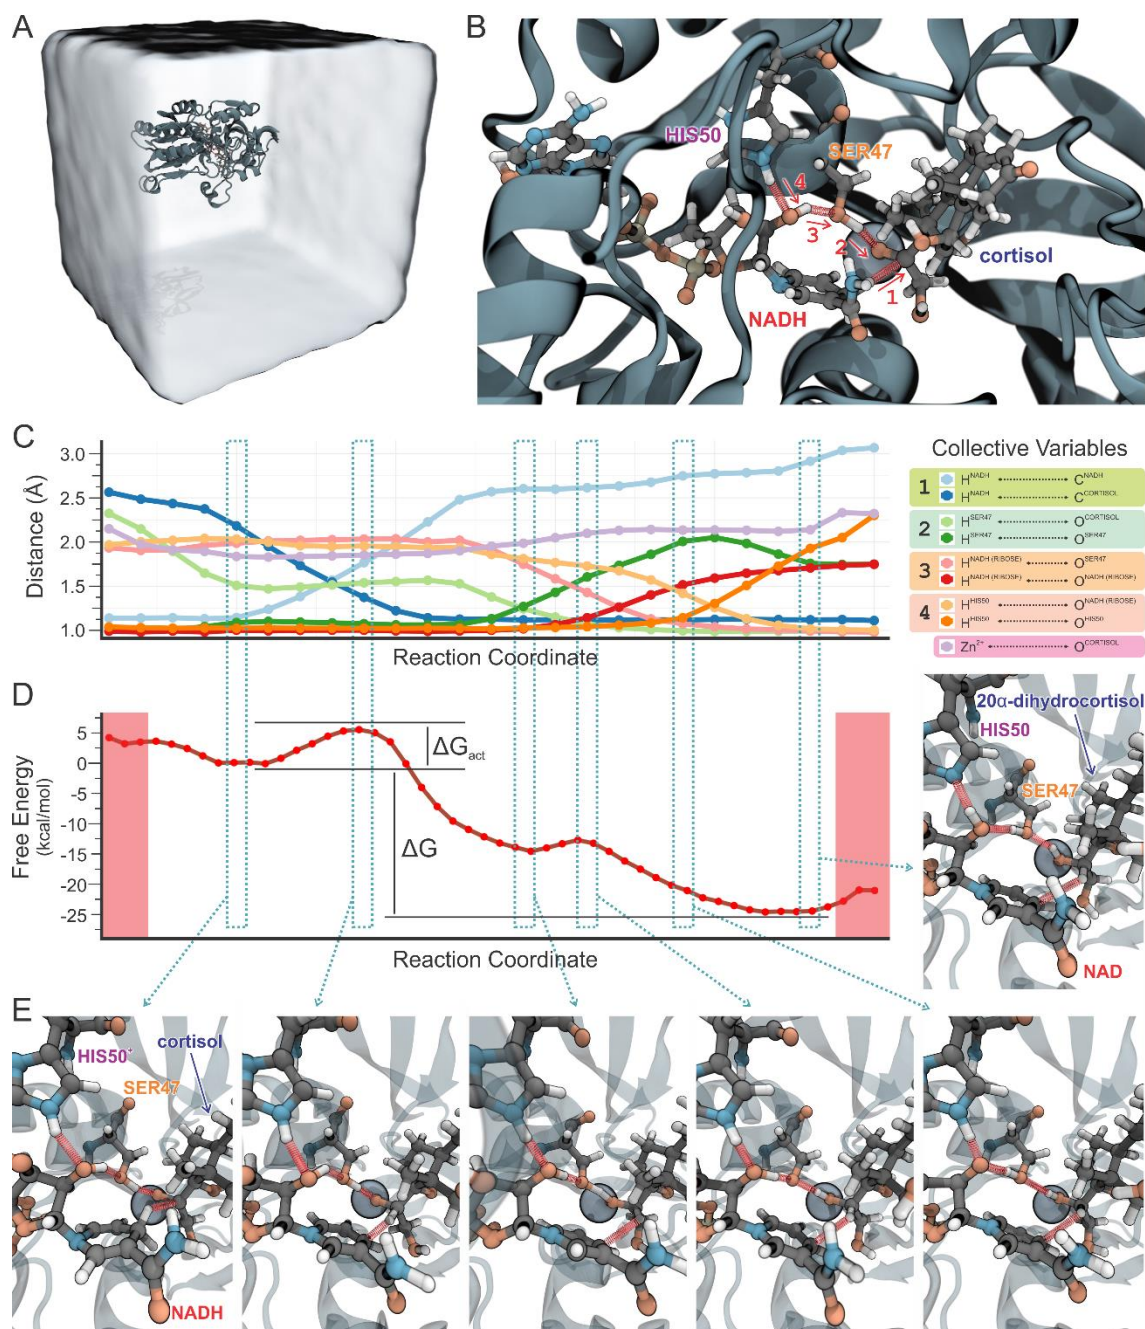 A
B
HIS50
SER47
4
3
2
1
cortisol
NADH
C
Distance (Å)
3.0
2.5
2.0
1.5
1.0
Reaction Coordinate
Collective Variables
1
H^NADH C^NADH
H^NADH C^CORTISOL
2
H^SER47 O^CORTISOL
H^SER47 O^SER47
3
H^NADH (RIBOSE) O^SER47
H^NADH (RIBOSE) O^NADH (RIBOSE)
4
H^HIS50 O^NADH (RIBOSE)
H^HIS50 O^HIS50
Zn^2+ O^CORTISOL
D
Free Energy
(kcal/mol)
5
0
-5
-10
-15
-20
-25
ΔG_act
ΔG
Reaction Coordinate
20α-dihydrocortisol
HIS50
SER47
NAD
E
cortisol
HIS50^+
SER47
NADH